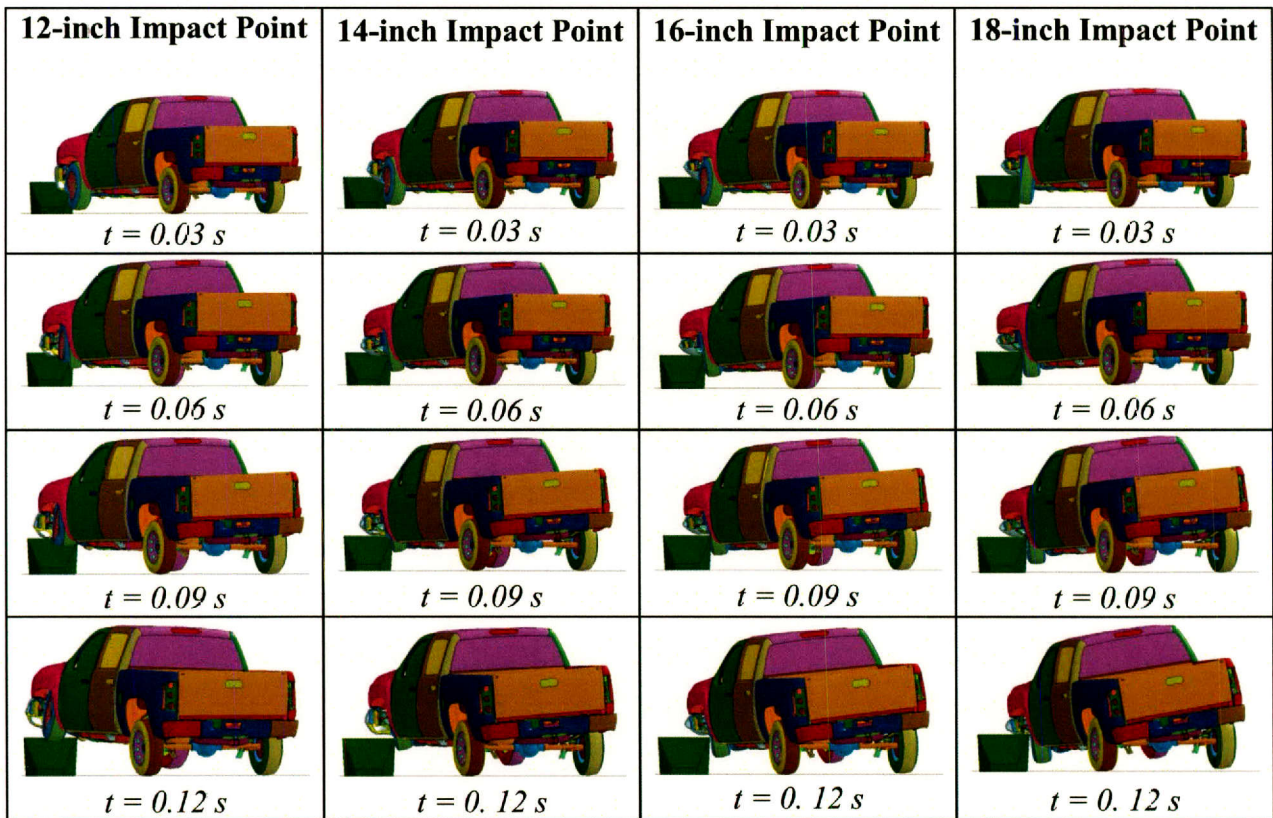 12-inch Impact Point 14-inch Impact Point 16-inch Impact Point 18-inch Impact Point
t = 0.03 s t = 0.03 s t = 0.03 s t = 0.03 s
t = 0.06 s t = 0.06 s t = 0.06 s t = 0.06 s
t = 0.09 s t = 0.09 s t = 0.09 s t = 0.09 s
t = 0.12 s t = 0. 12 s t = 0. 12 s t = 0. 12 s